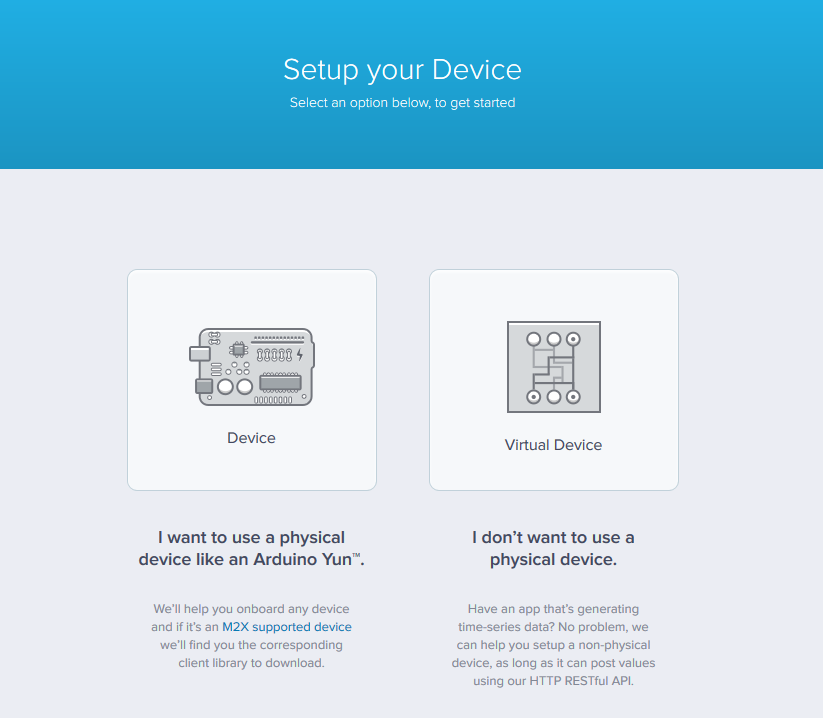 Setup your Device
Select an option below, to get started
Device
Virtual Device
I want to use a physical
device like an Arduino Yun™.
We'll help you onboard any device
and if it's an M2X supported device
we'll find you the corresponding
client library to download.
I don't want to use a
physical device.
Have an app that's generating
time-series data? No problem, we
can help you setup a non-physical
device, as long as it can post values
using our HTTP RESTful API.